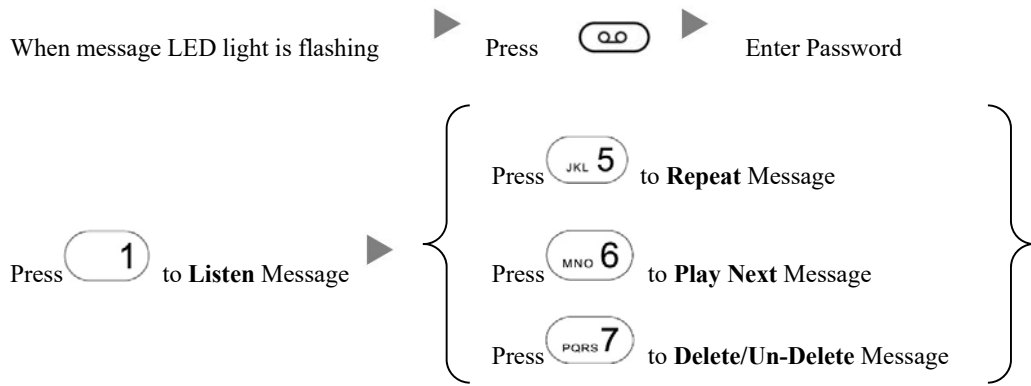 When message LED light is flashing Press Enter Password
Press JKL 5 to Repeat Message
Press 1 to Listen Message
Press MNO 6 to Play Next Message
Press PQRS 7 to Delete/Un-Delete Message